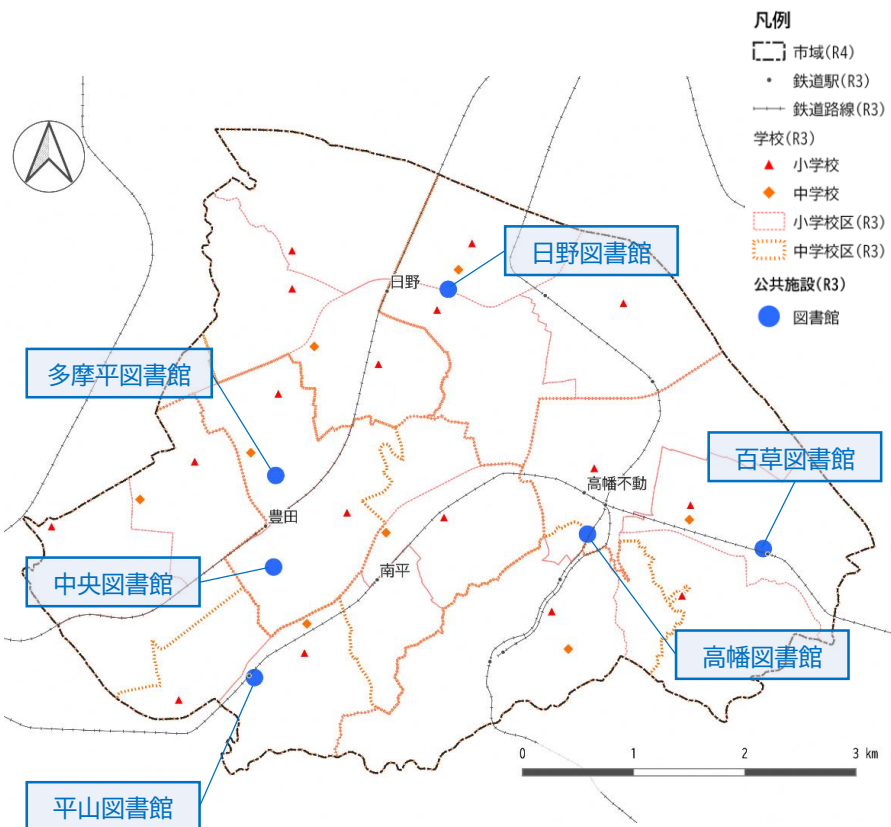 凡例
市域(R4)
鉄道駅(R3)
鉄道路線(R3)
学校(R3)
小学校
中学校
小学校区(R3)
中学校区(R3)
公共施設(R3)
図書館
日野図書館
日野
多摩平図書館
百草図書館
高幡不動
豊田
中央図書館
南平
高幡図書館
平山図書館
0 1 2 3 km